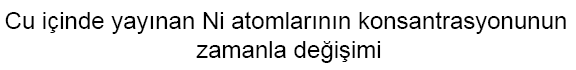 Cu içinde yayınan Ni atomlarının konsantrasyonunun
zamanla değişimi